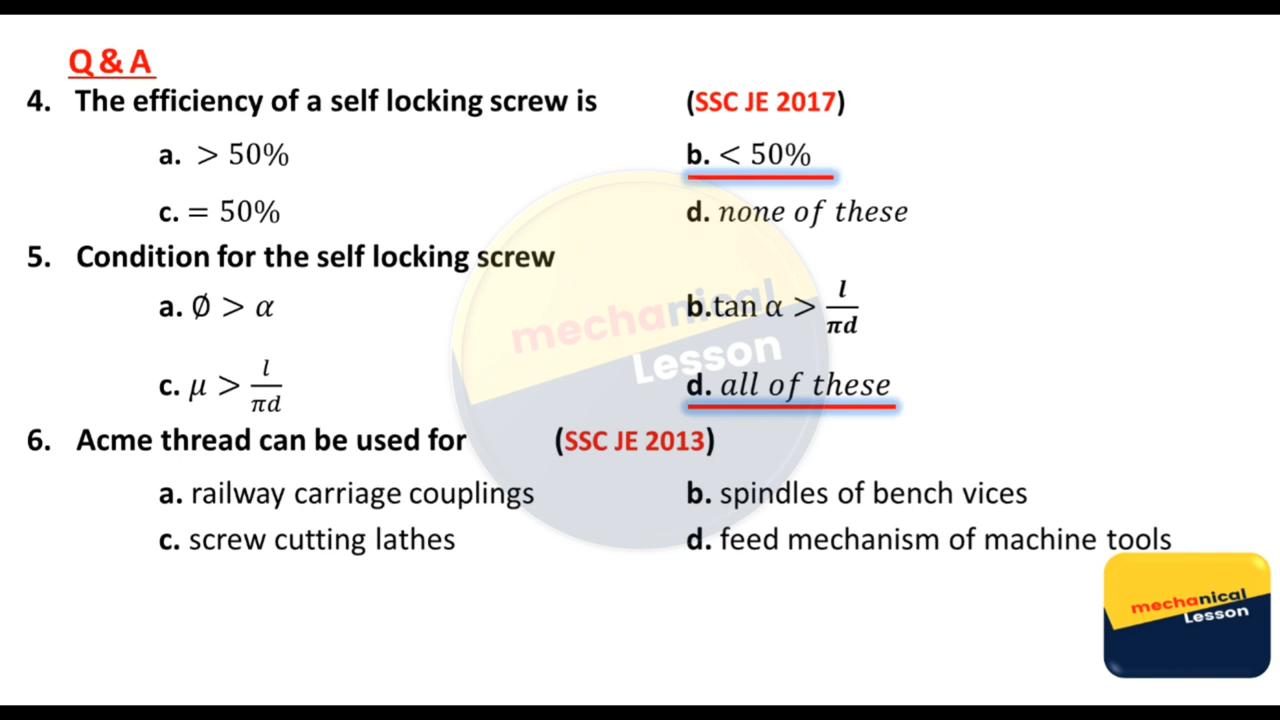 Q & A
4. The efficiency of a self locking screw is (SSC JE 2017)
a. > 50% b. < 50%
c. = 50% d. none of these
5. Condition for the self locking screw
a. ∅ > α b.tan α > l/πd
c. μ > l/πd d. all of these
6. Acme thread can be used for (SSC JE 2013)
a. railway carriage couplings b. spindles of bench vices
c. screw cutting lathes d. feed mechanism of machine tools
mechanical
Lesson
mechanical
Lesson